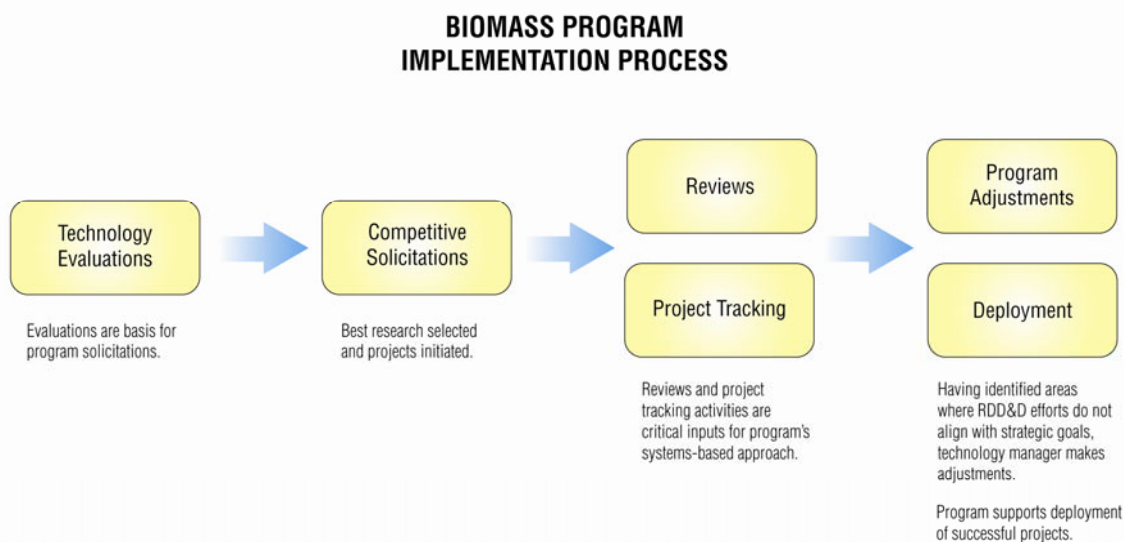 BIOMASS PROGRAM
IMPLEMENTATION PROCESS
Technology
Evaluations
Evaluations are basis for
program solicitations.
Competitive
Solicitations
Best research selected
and projects initiated.
Reviews
Project Tracking
Reviews and project
tracking activities are
critical inputs for program's
systems-based approach.
Program
Adjustments
Deployment
Having identified areas
where RDD&D efforts do not
align with strategic goals,
technology manager makes
adjustments.
Program supports deployment
of successful projects.